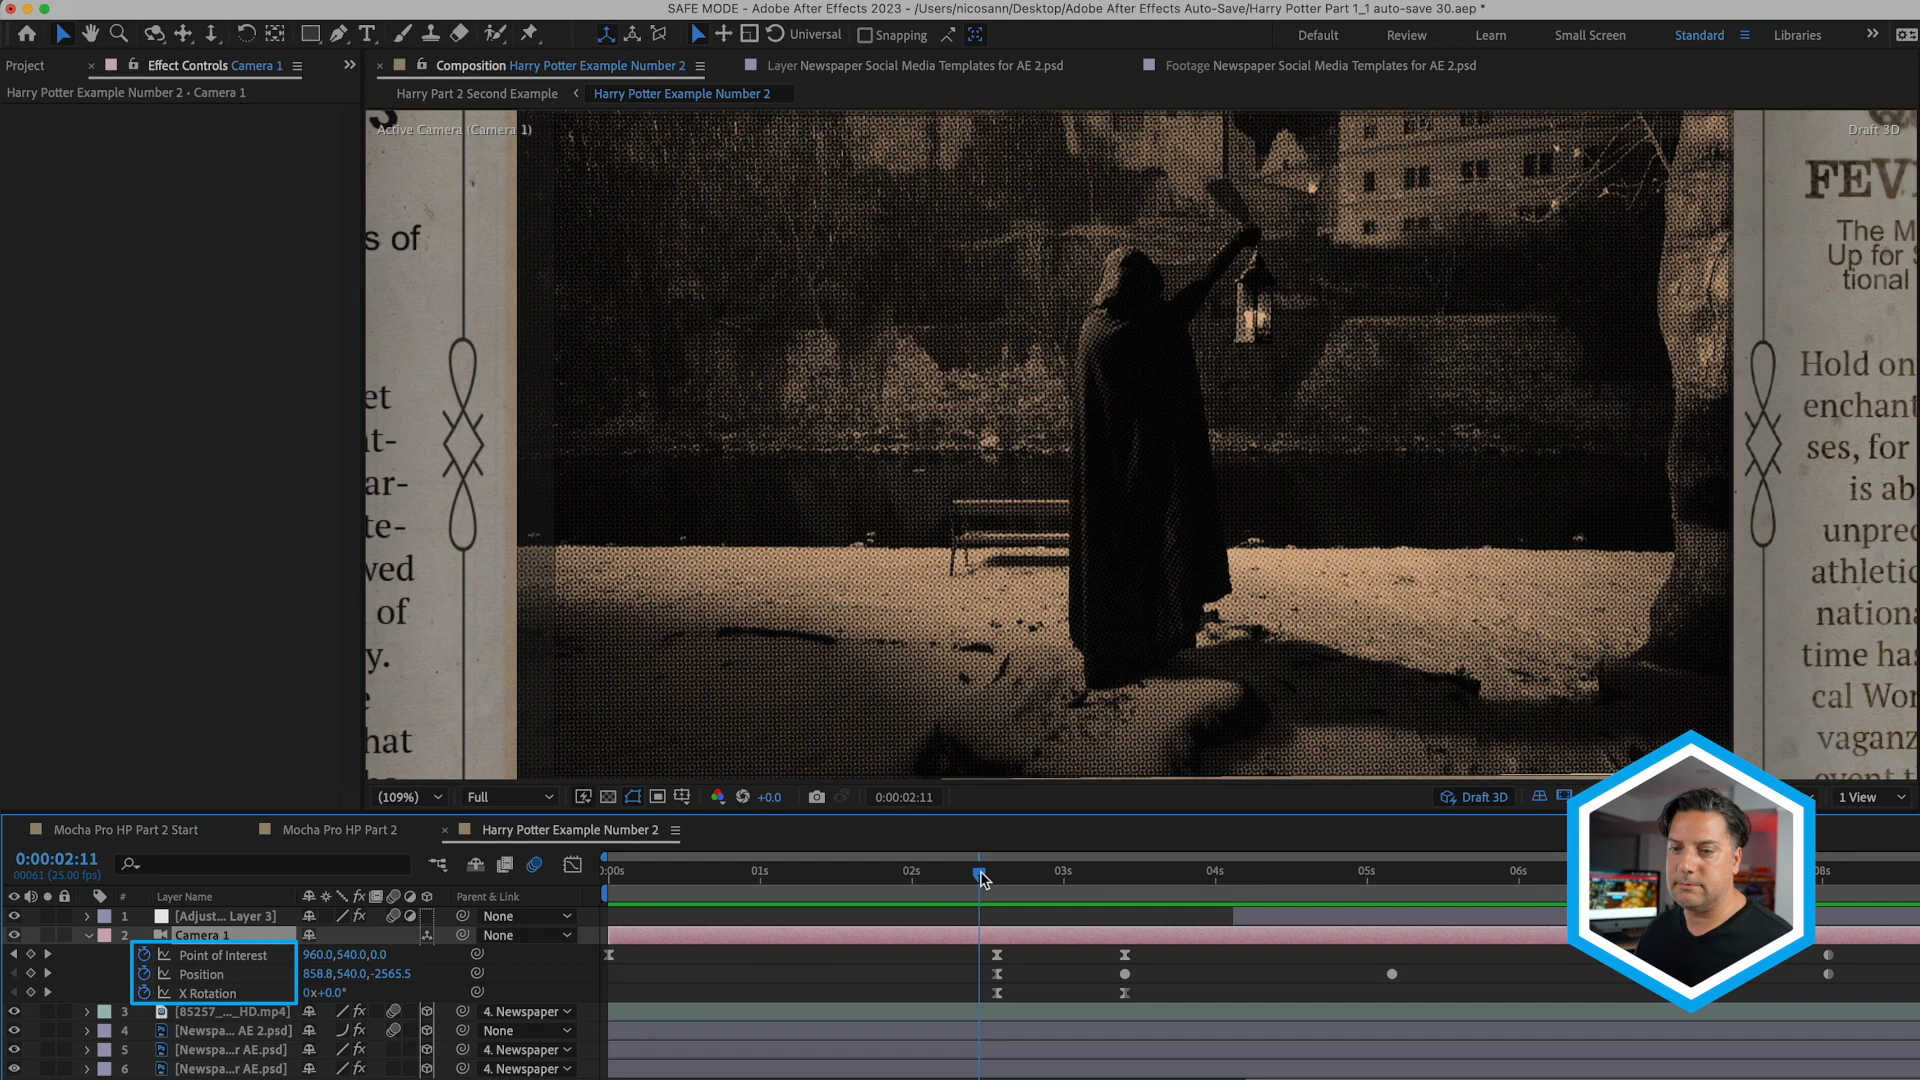 SAFE MODE - Adobe After Effects 2023 - /Users/nicosann/Desktop/Adobe After Effects Auto-Save/Harry Potter Part 1_1 auto-save 30.aep *
Universal
Snapping
Default
Review
Learn
Small Screen
Standard
Libraries
Project
Effect Controls Camera 1
Composition Harry Potter Example Number 2
Layer Newspaper Social Media Templates for AE 2.psd
Footage Newspaper Social Media Templates for AE 2.psd
Harry Potter Example Number 2 • Camera 1
Harry Part 2 Second Example
Harry Potter Example Number 2
Active Camera (Camera 1)
Draft 3D
s of
et
t-
ar-
te-
wed
of
y.
e
hat
FEV
The M
Up for S
tional
Hold on
enchant
ses, for
is ab
unprec
athletic
nationa
time has
cal Wor
vaganz
event t
(109%)
Full
+0.0
0:00:02:11
Draft 3D
1 View
Mocha Pro HP Part 2 Start
Mocha Pro HP Part 2
Harry Potter Example Number 2
0:00:02:11
00061 (25.00 fps)
0:00s
01s
02s
03s
04s
05s
06s
08s
#
Layer Name
Parent & Link
1 [Adjust... Layer 3] None
2 Camera 1 None
Point of Interest 960.0,540.0,0.0
Position 858.8,540.0,-2565.5
X Rotation 0x+0.0°
3 [85257_..._HD.mp4] 4. Newspaper
4 [Newspa... AE 2.psd] None
5 [Newspa...r AE.psd] 4. Newspaper
6 [Newspa...r AE.psd] 4. Newspaper